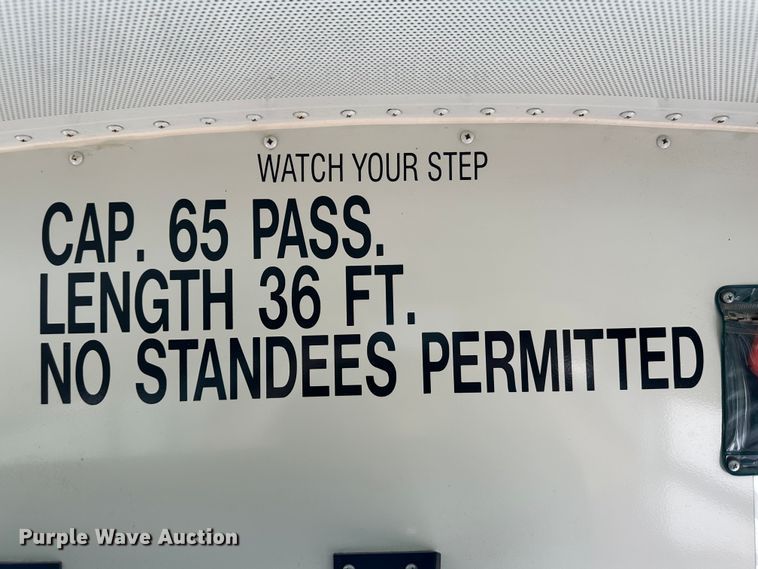 WATCH YOUR STEP
CAP. 65 PASS.
LENGTH 36 FT.
NO STANDEES PERMITTED
Purple Wave Auction